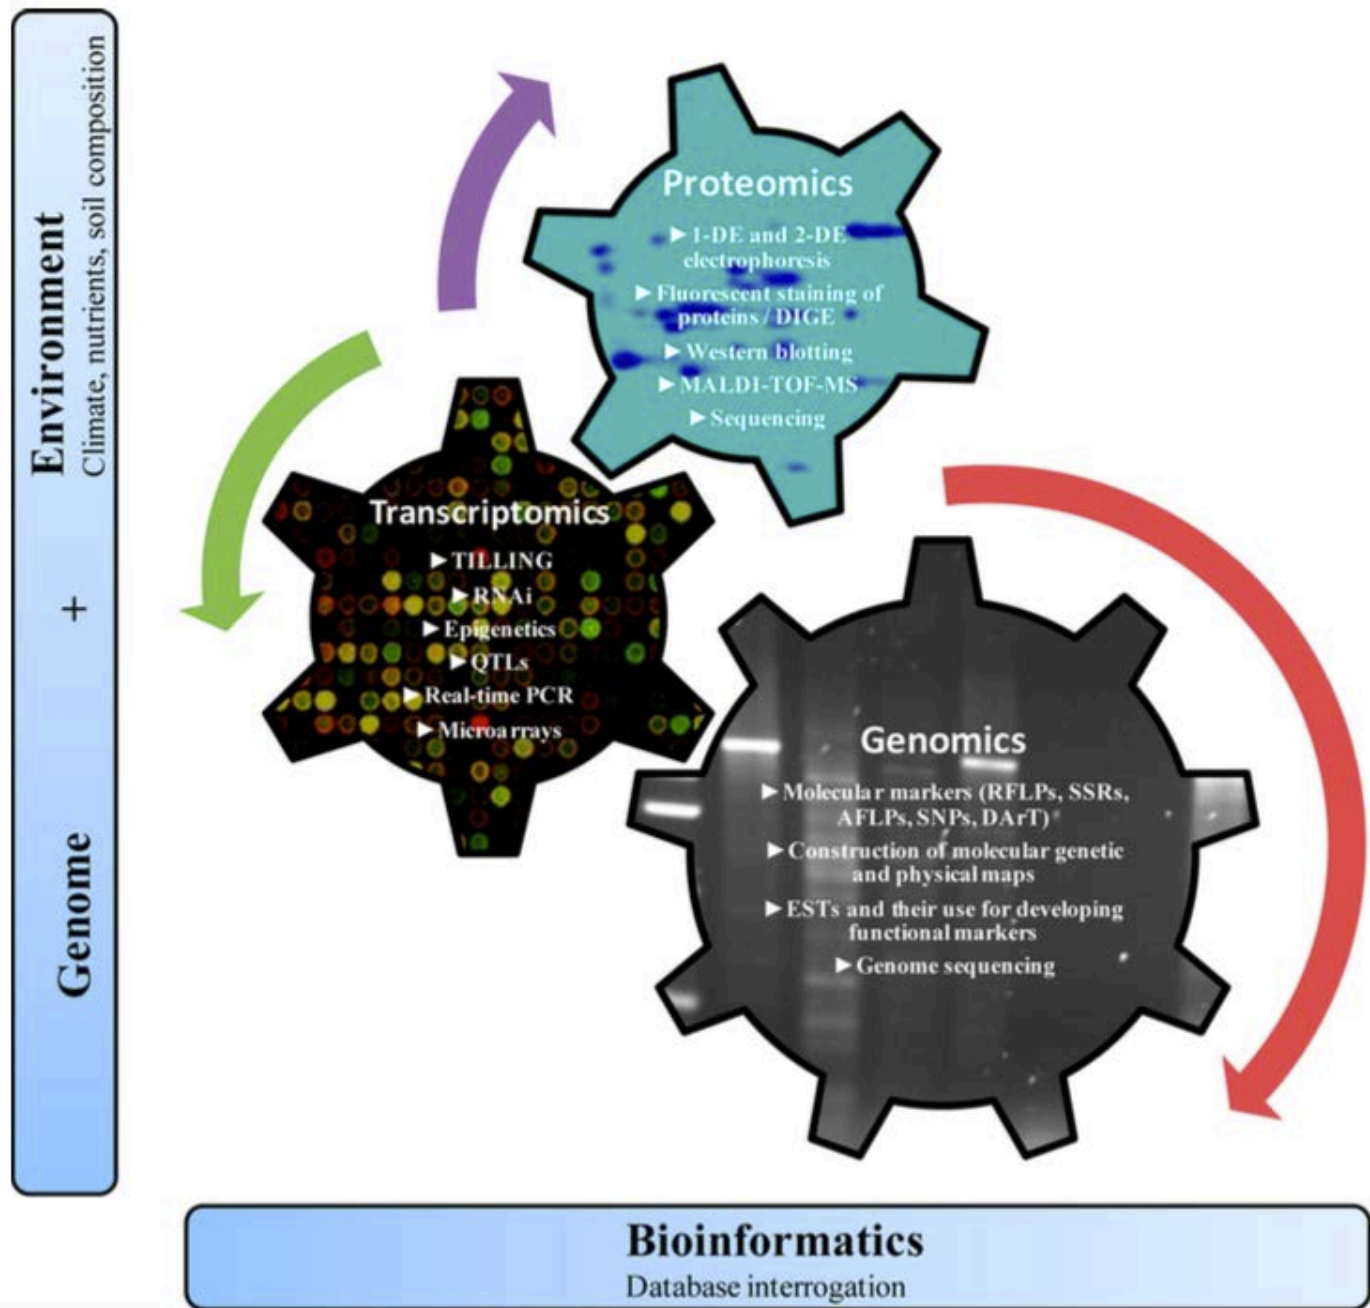 Environment
Climate, nutrients, soil composition
+
Genome
Proteomics
►1-DE and 2-DE
electrophoresis
►Fluorescent staining of
proteins / DIGE
►Western blotting
►MALD1-TOF-MS
►Sequencing
Transcriptomics
►TILLING
►RNAi
►Epigenetics
►QTLs
►Real-time PCR
►Microarrays
Genomics
►Molecular markers (RFLPs, SSRs,
AFLPs, SNPs, DArT)
►Construction of molecular genetic
and physical maps
►ESTs and their use for developing
functional markers
►Genome sequencing
Bioinformatics
Database interrogation